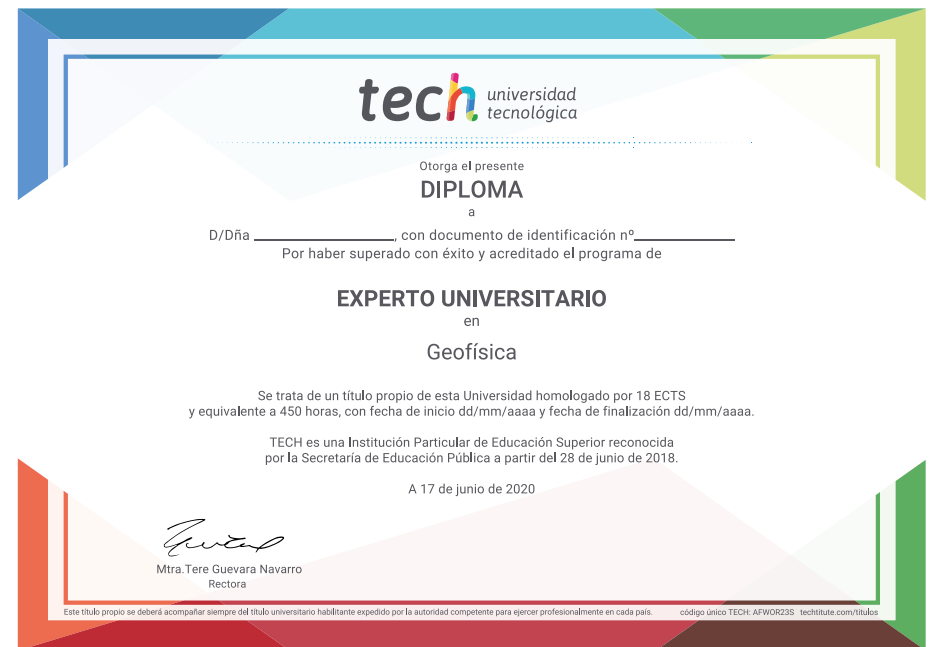 tech universidad
tecnológica
Otorga el presente
DIPLOMA
a
D/Dña ________________, con documento de identificación nº____________
Por haber superado con éxito y acreditado el programa de
EXPERTO UNIVERSITARIO
en
Geofísica
Se trata de un título propio de esta Universidad homologado por 18 ECTS
y equivalente a 450 horas, con fecha de inicio dd/mm/aaaa y fecha de finalización dd/mm/aaaa.
TECH es una Institución Particular de Educación Superior reconocida
por la Secretaría de Educación Pública a partir del 28 de junio de 2018.
A 17 de junio de 2020
Mtra.Tere Guevara Navarro
Rectora
Este título propio se deberá acompañar siempre del título universitario habilitante expedido por la autoridad competente para ejercer profesionalmente en cada país. código único TECH: AFWOR23S techtitute.com/titulos